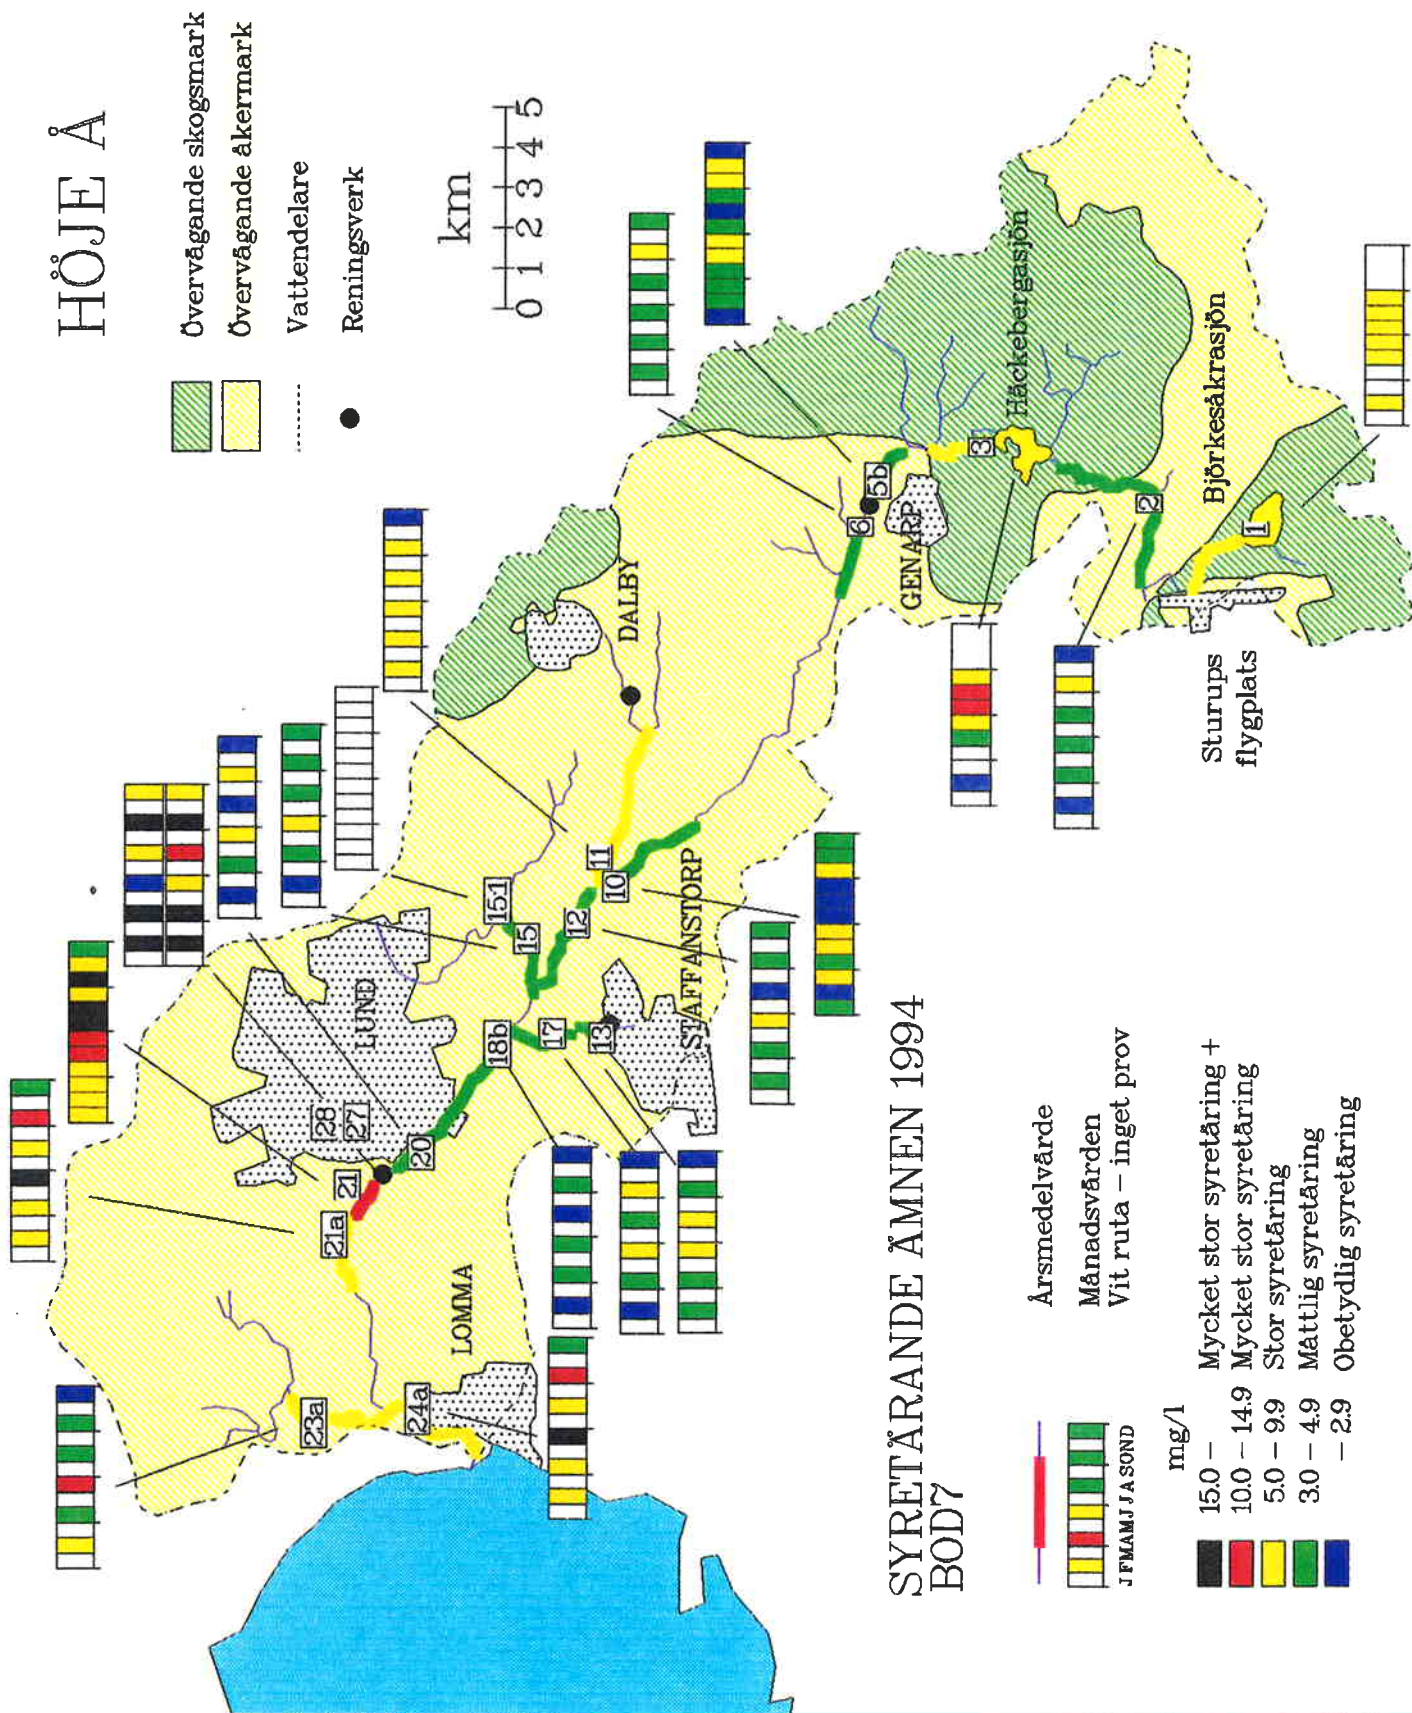 HÖJE Å
Övervägande skogsmark
Övervägande åkermark
Vattendelare
Reningsverk
km
0 1 2 3 4 5
Häckebergasjön
Björkesåkrasjön
Sturups
flygplats
GENARP
DALBY
STAFFANSTORP
LUND
LOMMA
1
2
3
5b
6
10
11
12
13
15
15:1
17
18b
20
21
21a
23a
24a
27
28
SYRETÄRANDE ÄMNEN 1994
BOD7
Årsmedelvärde
Månadsvärden
Vit ruta – inget prov
JFMAMJJASOND
mg/l
15.0 – Mycket stor syretäring +
10.0 – 14.9 Mycket stor syretäring
5.0 – 9.9 Stor syretäring
3.0 – 4.9 Måttlig syretäring
– 2.9 Obetydlig syretäring